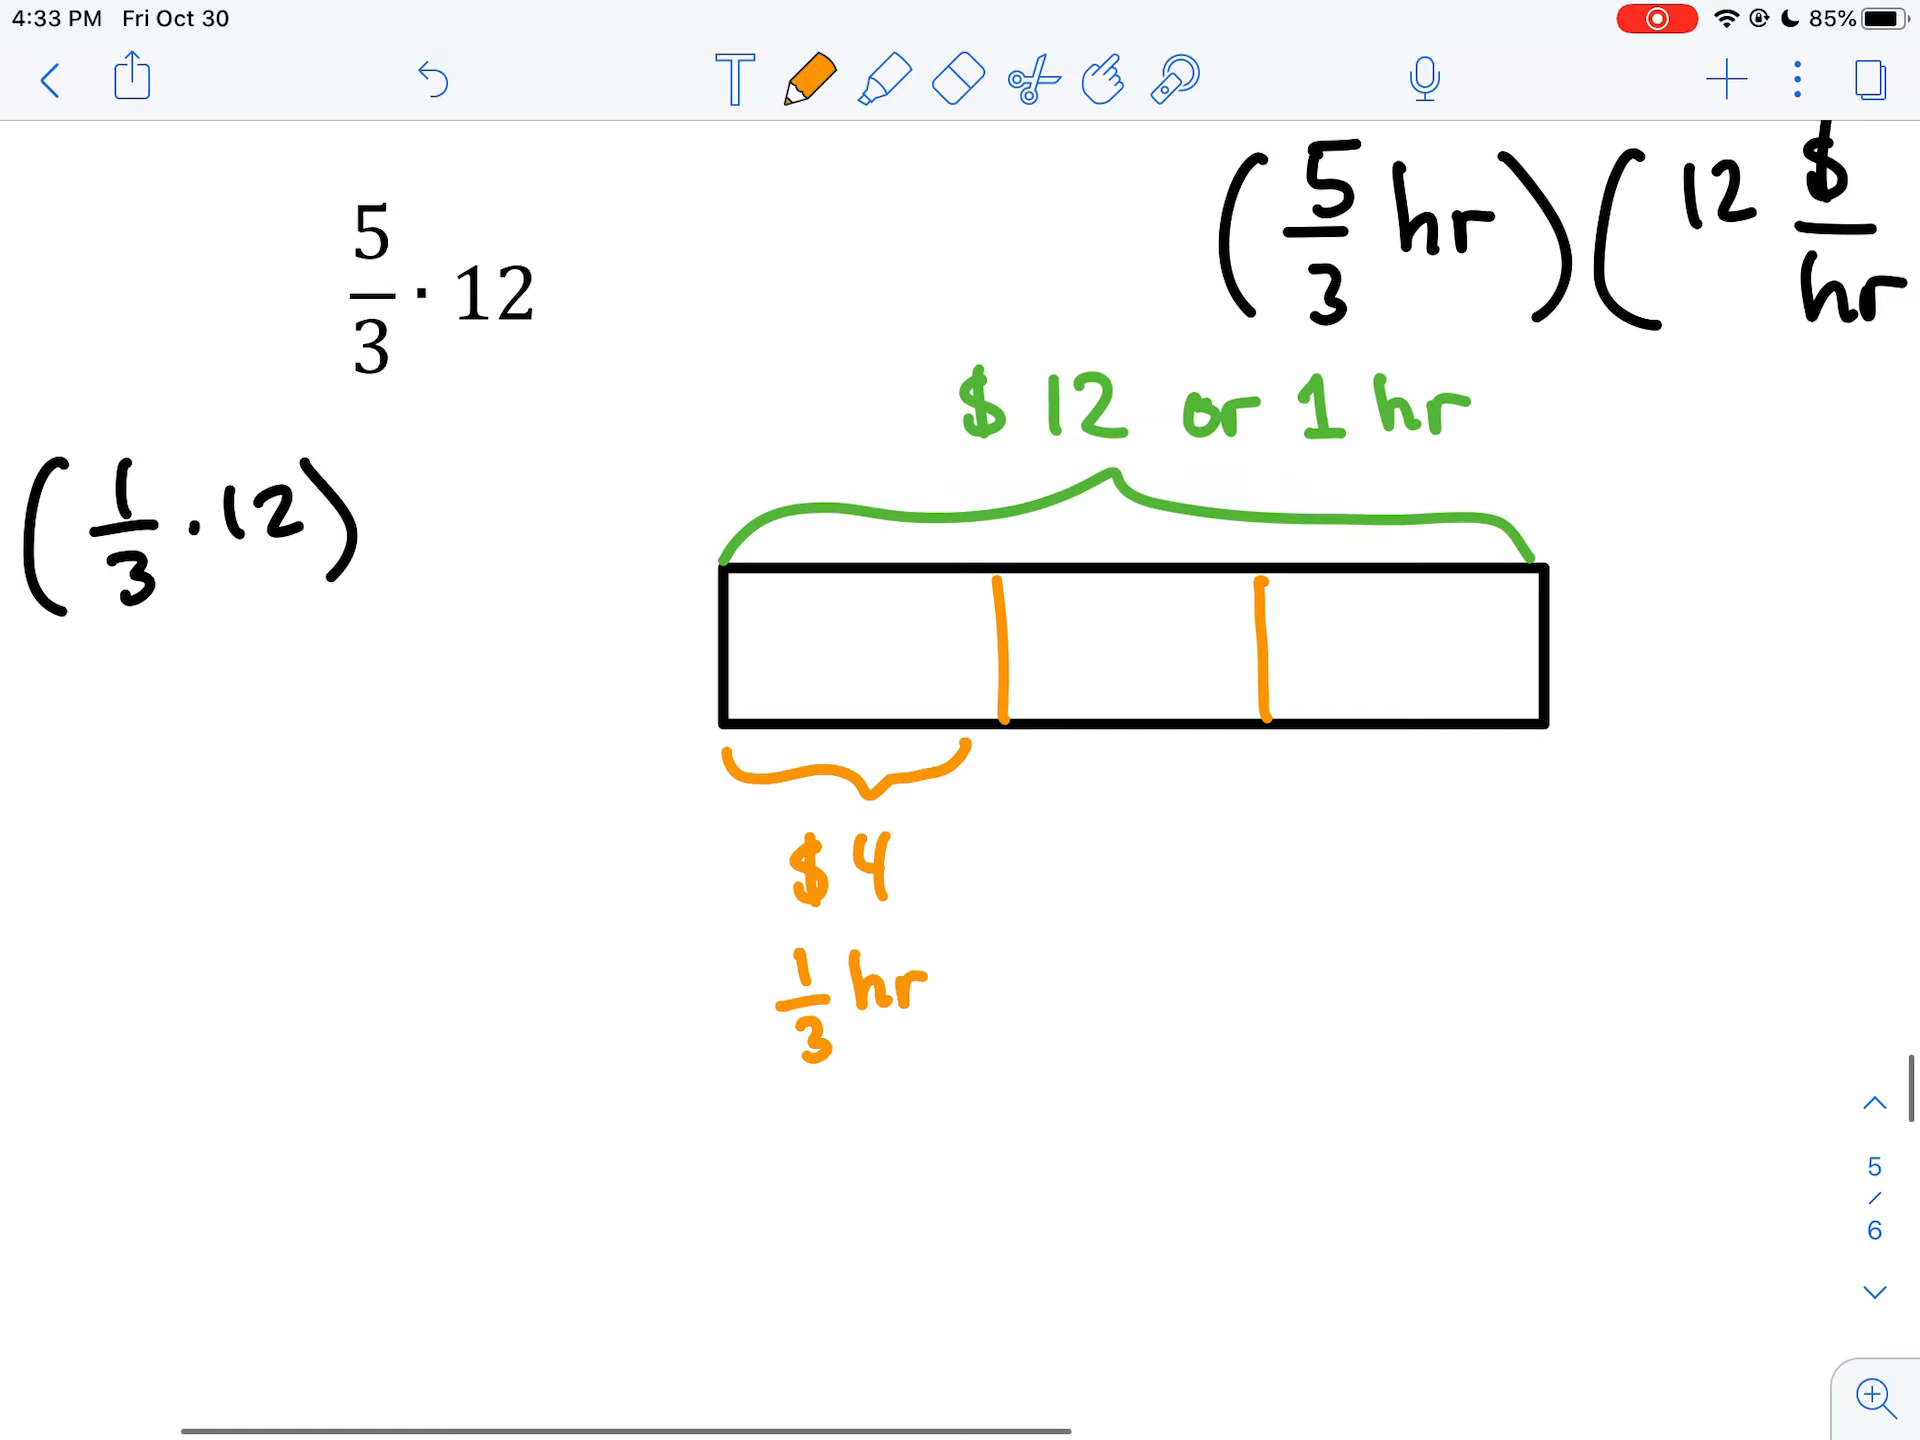 4:33 PM Fri Oct 30
85%
5/3 · 12
(5/3 hr)(12 $/hr
$ 12 or 1 hr
(1/3 · 12)
$ 4
1/3 hr
5
/
6